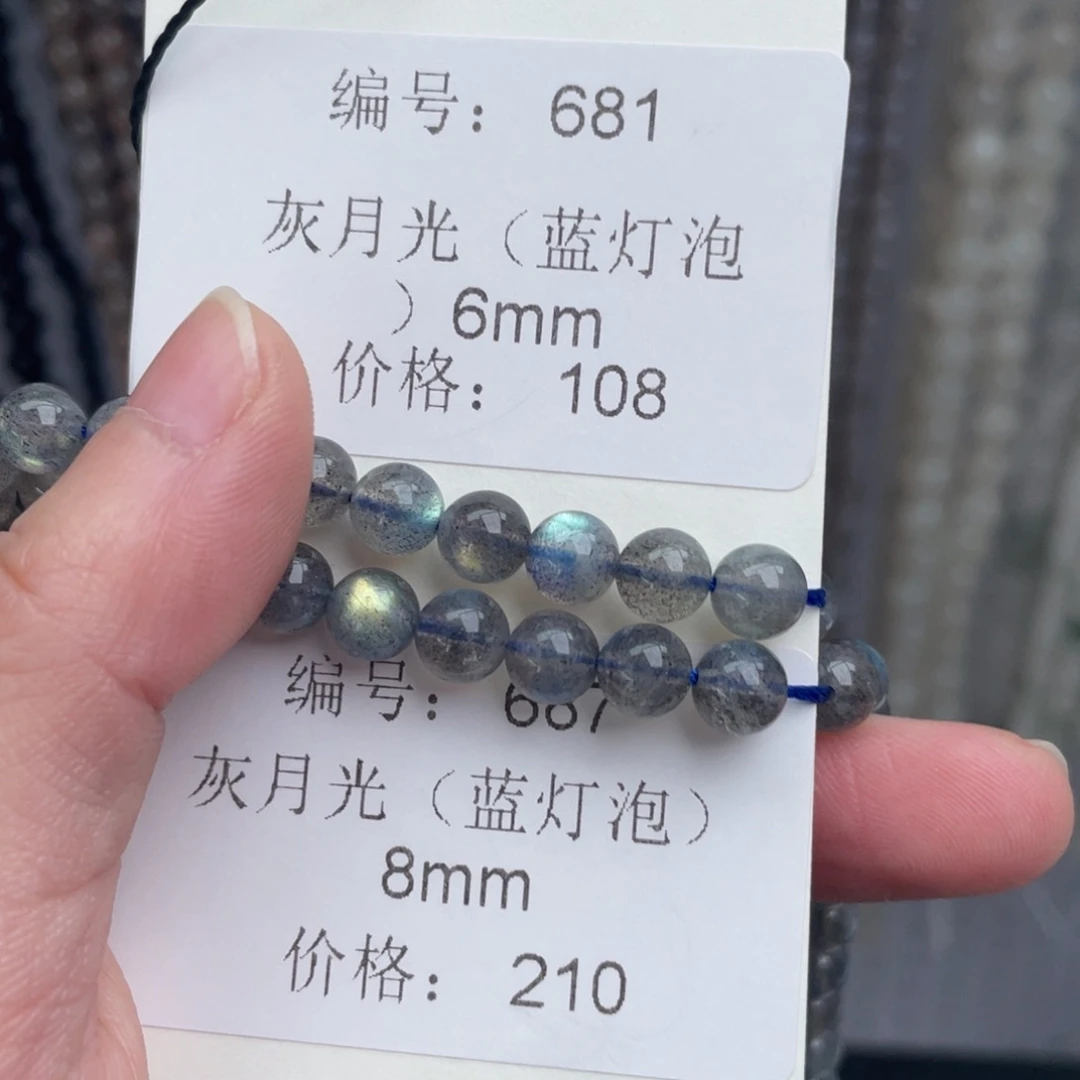 编号: 681
灰月光（蓝灯泡
）6mm
价格: 108
编号: 687
灰月光（蓝灯泡）
8mm
价格: 210